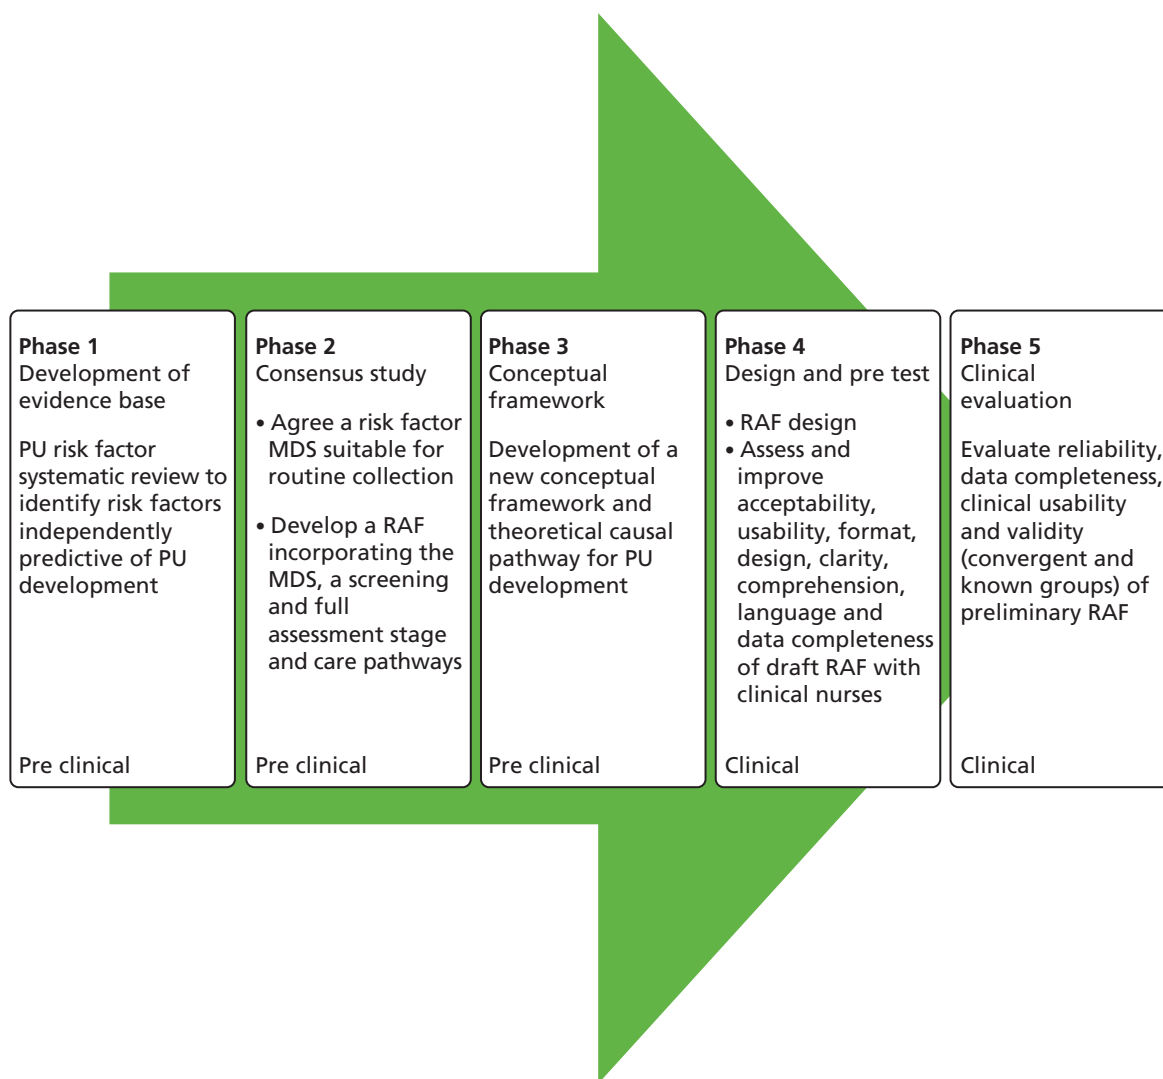 Phase 1
Development of
evidence base
PU risk factor
systematic review to
identify risk factors
independently
predictive of PU
development
Pre clinical
Phase 2
Consensus study
• Agree a risk factor
MDS suitable for
routine collection
• Develop a RAF
incorporating the
MDS, a screening
and full
assessment stage
and care pathways
Pre clinical
Phase 3
Conceptual
framework
Development of a
new conceptual
framework and
theoretical causal
pathway for PU
development
Pre clinical
Phase 4
Design and pre test
• RAF design
• Assess and
improve
acceptability,
usability, format,
design, clarity,
comprehension,
language and
data completeness
of draft RAF with
clinical nurses
Clinical
Phase 5
Clinical
evaluation
Evaluate reliability,
data completeness,
clinical usability
and validity
(convergent and
known groups) of
preliminary RAF
Clinical